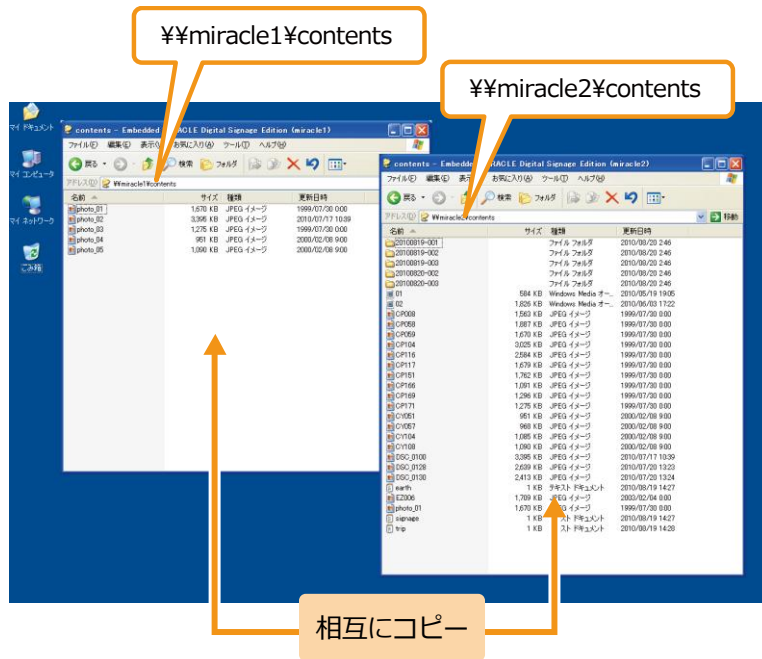 ¥¥miracle1¥contents
¥¥miracle2¥contents
マイ ドキュメント
マイ コンピュータ
マイ ネットワーク
ごみ箱
contents - Embedded MIRACLE Digital Signage Edition (miracle1)
ファイル(F) 編集(E) 表示(V) お気に入り(A) ツール(T) ヘルプ(H)
戻る 検索 フォルダ
アドレス(D) ¥¥miracle1¥contents
名前 サイズ 種類 更新日時
photo_01 1,670 KB JPEG イメージ 1999/07/30 0:00
photo_02 3,395 KB JPEG イメージ 2010/07/17 10:39
photo_03 1,275 KB JPEG イメージ 1999/07/30 0:00
photo_04 951 KB JPEG イメージ 2000/02/08 9:00
photo_05 1,090 KB JPEG イメージ 2000/02/08 9:00
contents - Embedded MIRACLE Digital Signage Edition (miracle2)
ファイル(F) 編集(E) 表示 お気に入り(A) ツール(T) ヘルプ(H)
戻る 検索 フォルダ
アドレス(D) ¥¥miracle2¥contents 移動
名前 サイズ 種類 更新日時
20100819-001 ファイル フォルダ 2010/08/20 2:46
20100819-002 ファイル フォルダ 2010/08/20 2:46
20100819-003 ファイル フォルダ 2010/08/20 2:46
20100820-002 ファイル フォルダ 2010/08/20 2:46
20100820-003 ファイル フォルダ 2010/08/20 2:46
01 584 KB Windows Media オー... 2010/05/19 19:05
02 1,826 KB Windows Media オー... 2010/06/03 17:22
CP008 1,563 KB JPEG イメージ 1999/07/30 0:00
CP058 1,887 KB JPEG イメージ 1999/07/30 0:00
CP059 1,670 KB JPEG イメージ 1999/07/30 0:00
CP104 3,025 KB JPEG イメージ 1999/07/30 0:00
CP116 2,584 KB JPEG イメージ 1999/07/30 0:00
CP117 1,679 KB JPEG イメージ 1999/07/30 0:00
CP151 1,762 KB JPEG イメージ 1999/07/30 0:00
CP166 1,091 KB JPEG イメージ 1999/07/30 0:00
CP169 1,296 KB JPEG イメージ 1999/07/30 0:00
CP171 1,275 KB JPEG イメージ 1999/07/30 0:00
CY051 951 KB JPEG イメージ 2000/02/08 9:00
CY057 968 KB JPEG イメージ 2000/02/08 9:00
CY104 1,085 KB JPEG イメージ 2000/02/08 9:00
CY108 1,090 KB JPEG イメージ 2000/02/08 9:00
DSC_0100 3,395 KB JPEG イメージ 2010/07/17 10:39
DSC_0128 2,639 KB JPEG イメージ 2010/07/20 13:23
DSC_0130 2,413 KB JPEG イメージ 2010/07/20 13:24
earth 1 KB テキスト ドキュメント 2010/08/19 14:27
EZ006 1,709 KB JPEG イメージ 2003/02/04 0:00
photo_01 1,670 KB イメージ 1999/07/30 0:00
signage 1 KB スト ドキュメント 2010/08/19 14:27
trip 1 KB スト ドキュメント 2010/08/19 14:28
相互にコピー